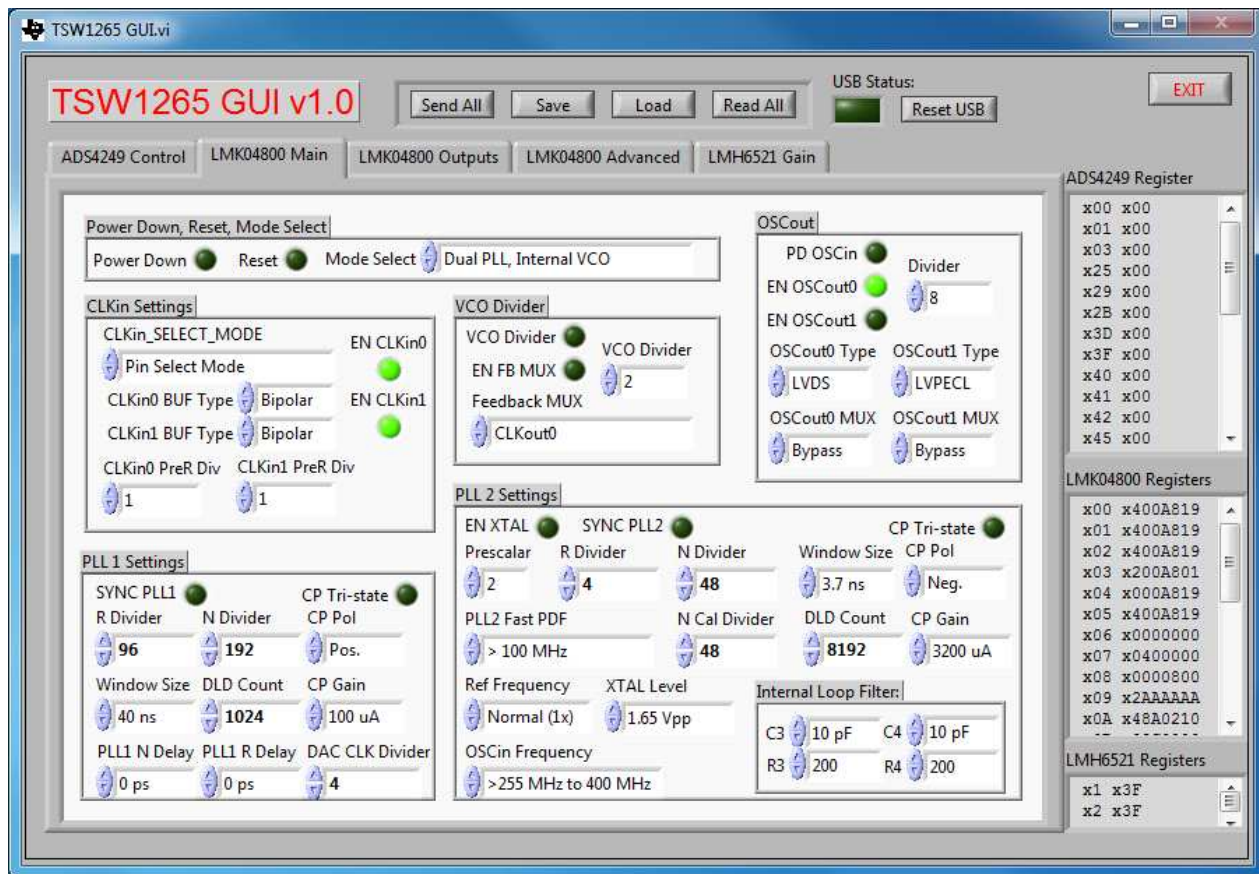 TSW1265 GUI.vi
TSW1265 GUI v1.0
Send All
Save
Load
Read All
USB Status:
Reset USB
EXIT
ADS4249 Control
LMK04800 Main
LMK04800 Outputs
LMK04800 Advanced
LMH6521 Gain
Power Down, Reset, Mode Select
Power Down
Reset
Mode Select
Dual PLL, Internal VCO
CLKin Settings
CLKin_SELECT_MODE
Pin Select Mode
EN CLKin0
CLKin0 BUF Type
Bipolar
EN CLKin1
CLKin1 BUF Type
Bipolar
CLKin0 PreR Div
CLKin1 PreR Div
1
1
VCO Divider
VCO Divider
VCO Divider
EN FB MUX
2
Feedback MUX
CLKout0
OSCout
PD OSCin
Divider
EN OSCout0
8
EN OSCout1
OSCout0 Type
OSCout1 Type
LVDS
LVPECL
OSCout0 MUX
OSCout1 MUX
Bypass
Bypass
PLL 1 Settings
SYNC PLL1
CP Tri-state
R Divider
N Divider
CP Pol
96
192
Pos.
Window Size
DLD Count
CP Gain
40 ns
1024
100 uA
PLL1 N Delay
PLL1 R Delay
DAC CLK Divider
0 ps
0 ps
4
PLL 2 Settings
EN XTAL
SYNC PLL2
CP Tri-state
Prescalar
R Divider
N Divider
Window Size
CP Pol
2
4
48
3.7 ns
Neg.
PLL2 Fast PDF
N Cal Divider
DLD Count
CP Gain
> 100 MHz
48
8192
3200 uA
Ref Frequency
XTAL Level
Normal (1x)
1.65 Vpp
OSCin Frequency
>255 MHz to 400 MHz
Internal Loop Filter:
C3
10 pF
C4
10 pF
R3
200
R4
200
ADS4249 Register
x00 x00
x01 x00
x03 x00
x25 x00
x29 x00
x2B x00
x3D x00
x3F x00
x40 x00
x41 x00
x42 x00
x45 x00
LMK04800 Registers
x00 x400A819
x01 x400A819
x02 x400A819
x03 x200A801
x04 x000A819
x05 x400A819
x06 x0000000
x07 x0400000
x08 x0000800
x09 x2AAAAAA
x0A x48A0210
LMH6521 Registers
x1 x3F
x2 x3F